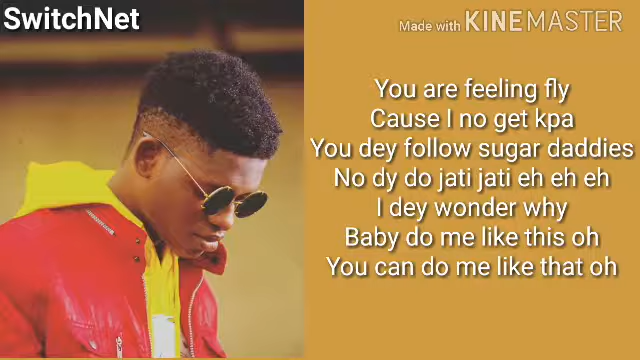 SwitchNet
Made with KINEMASTER
You are feeling fly
Cause I no get kpa
You dey follow sugar daddies
No dy do jati jati eh eh eh
I dey wonder why
Baby do me like this oh
You can do me like that oh